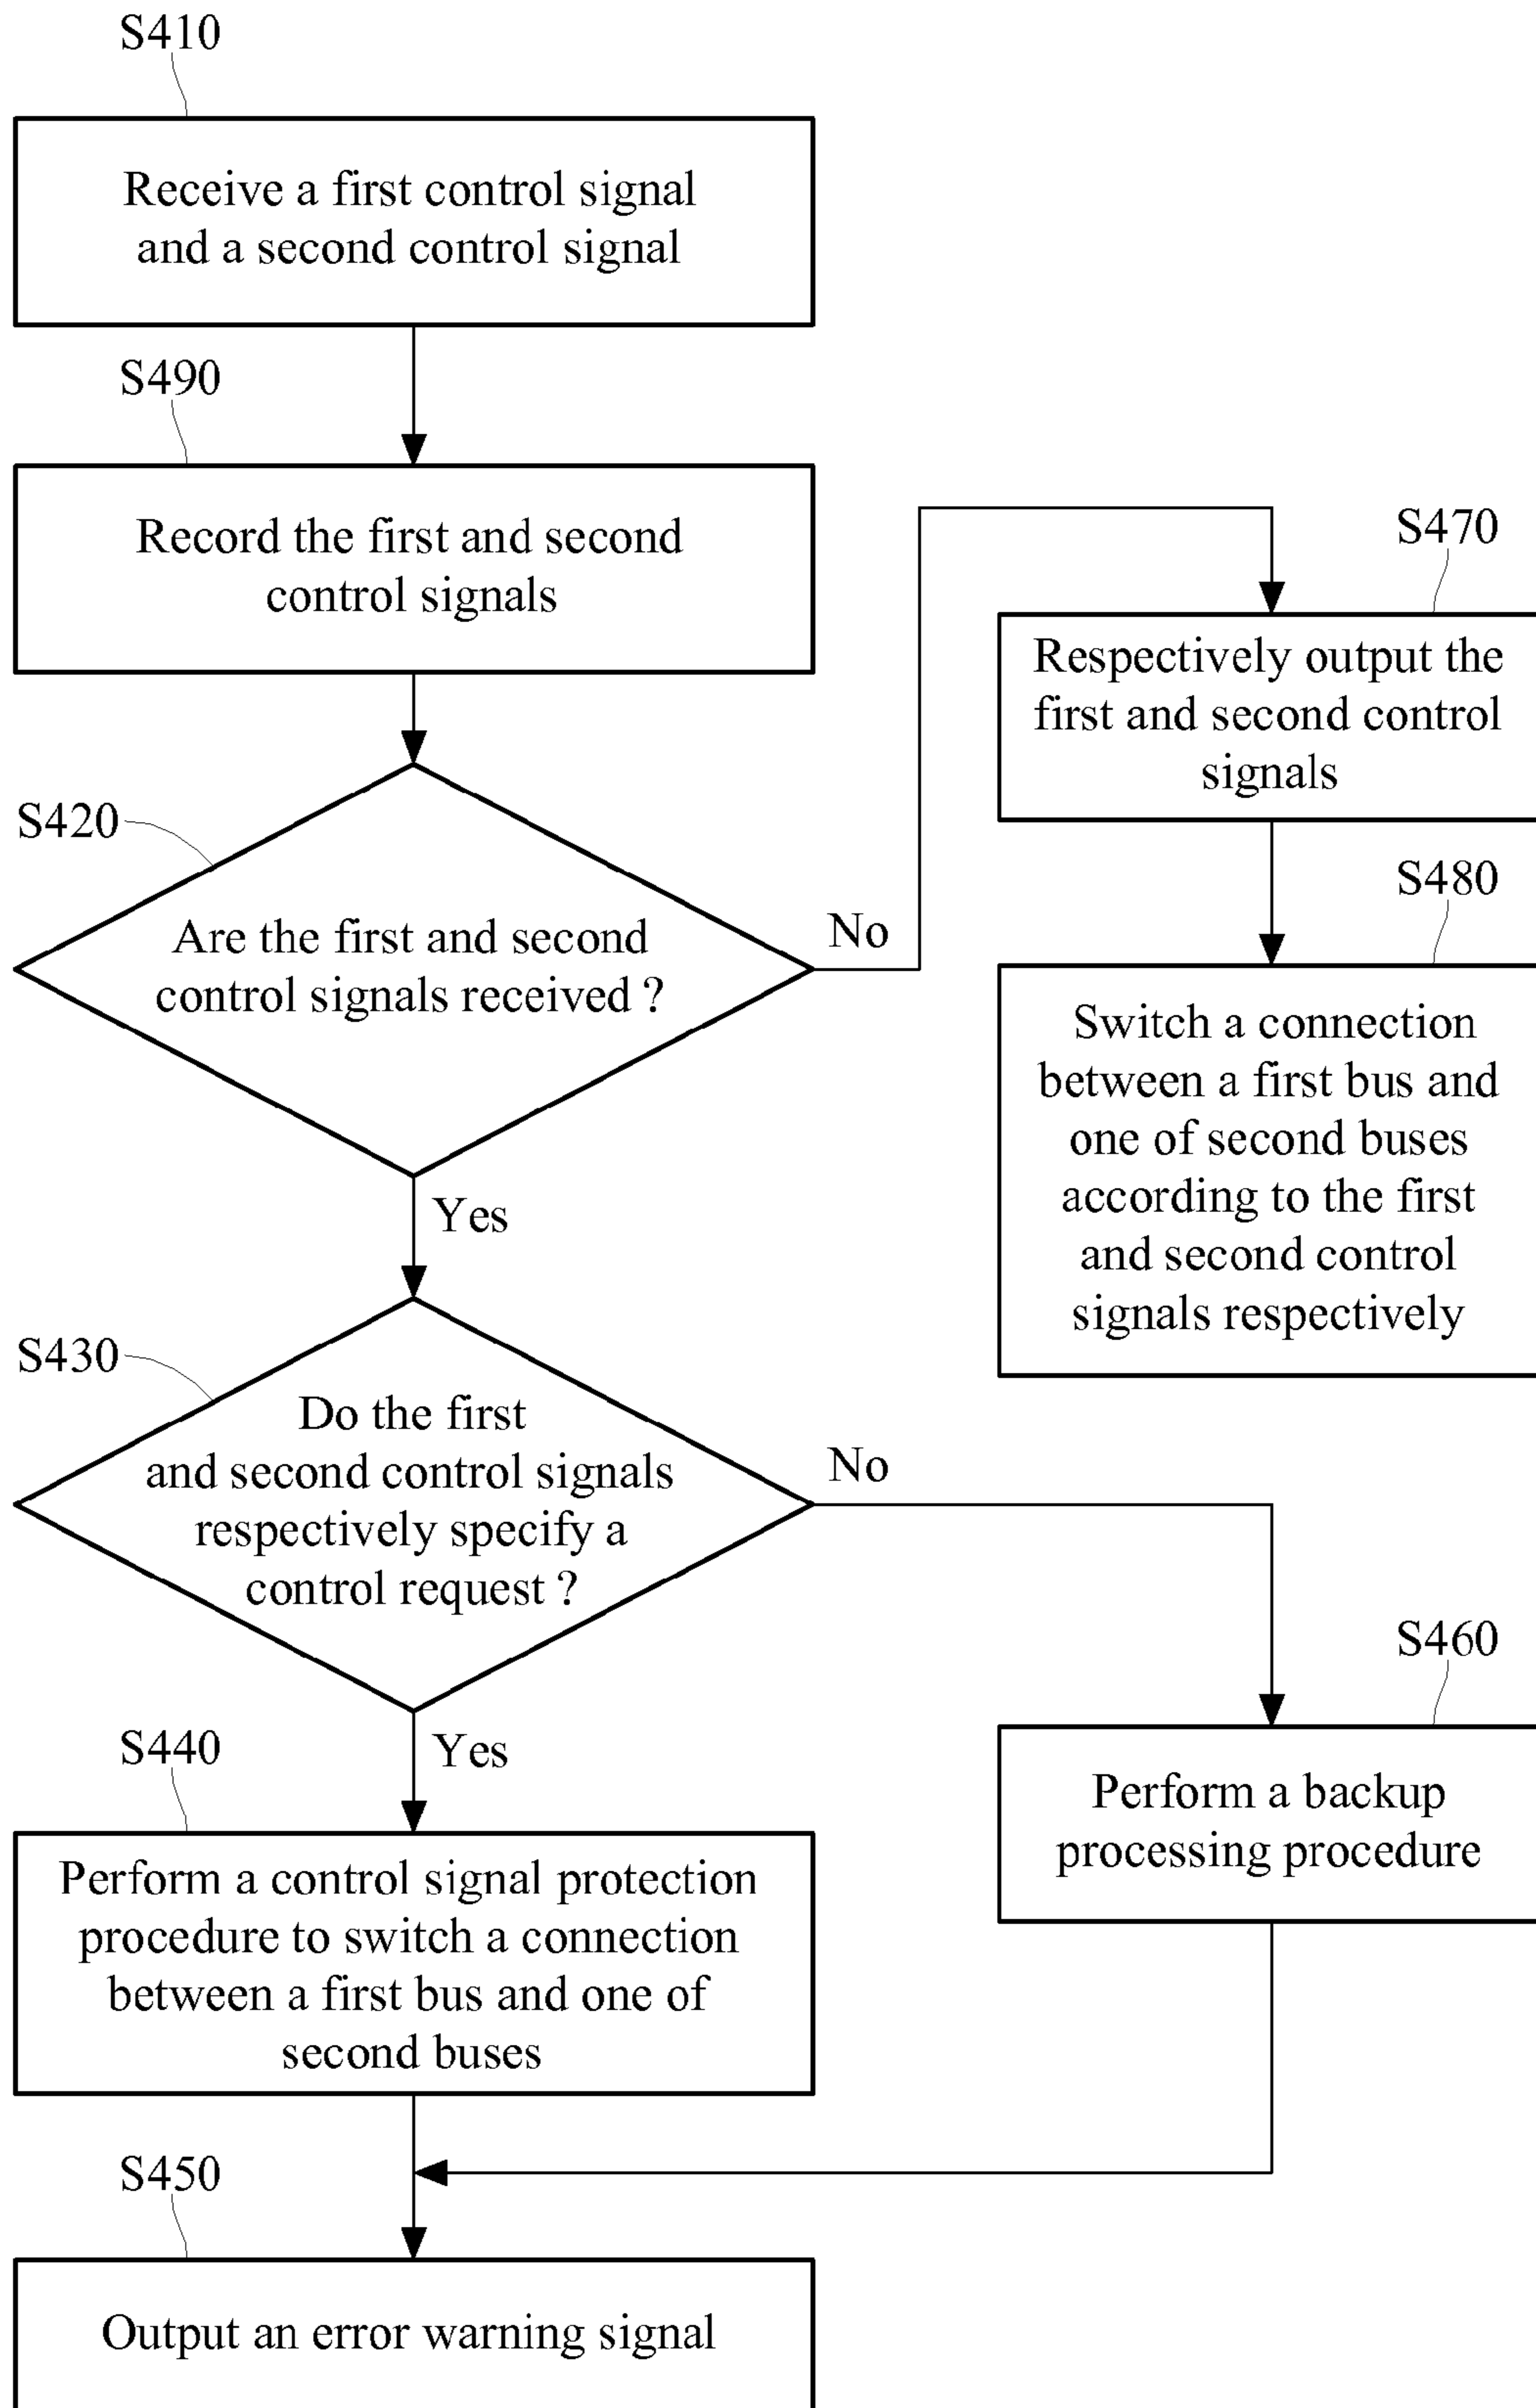 S410
Receive a first control signal
and a second control signal
S490
Record the first and second
control signals
S470
Respectively output the
first and second control
signals
S420
Are the first and second
control signals received ?
No
S480
Switch a connection
between a first bus and
one of second buses
according to the first
and second control
signals respectively
Yes
S430
Do the first
and second control signals
respectively specify a
control request ?
No
S460
Perform a backup
processing procedure
Yes
S440
Perform a control signal protection
procedure to switch a connection
between a first bus and one of
second buses
S450
Output an error warning signal